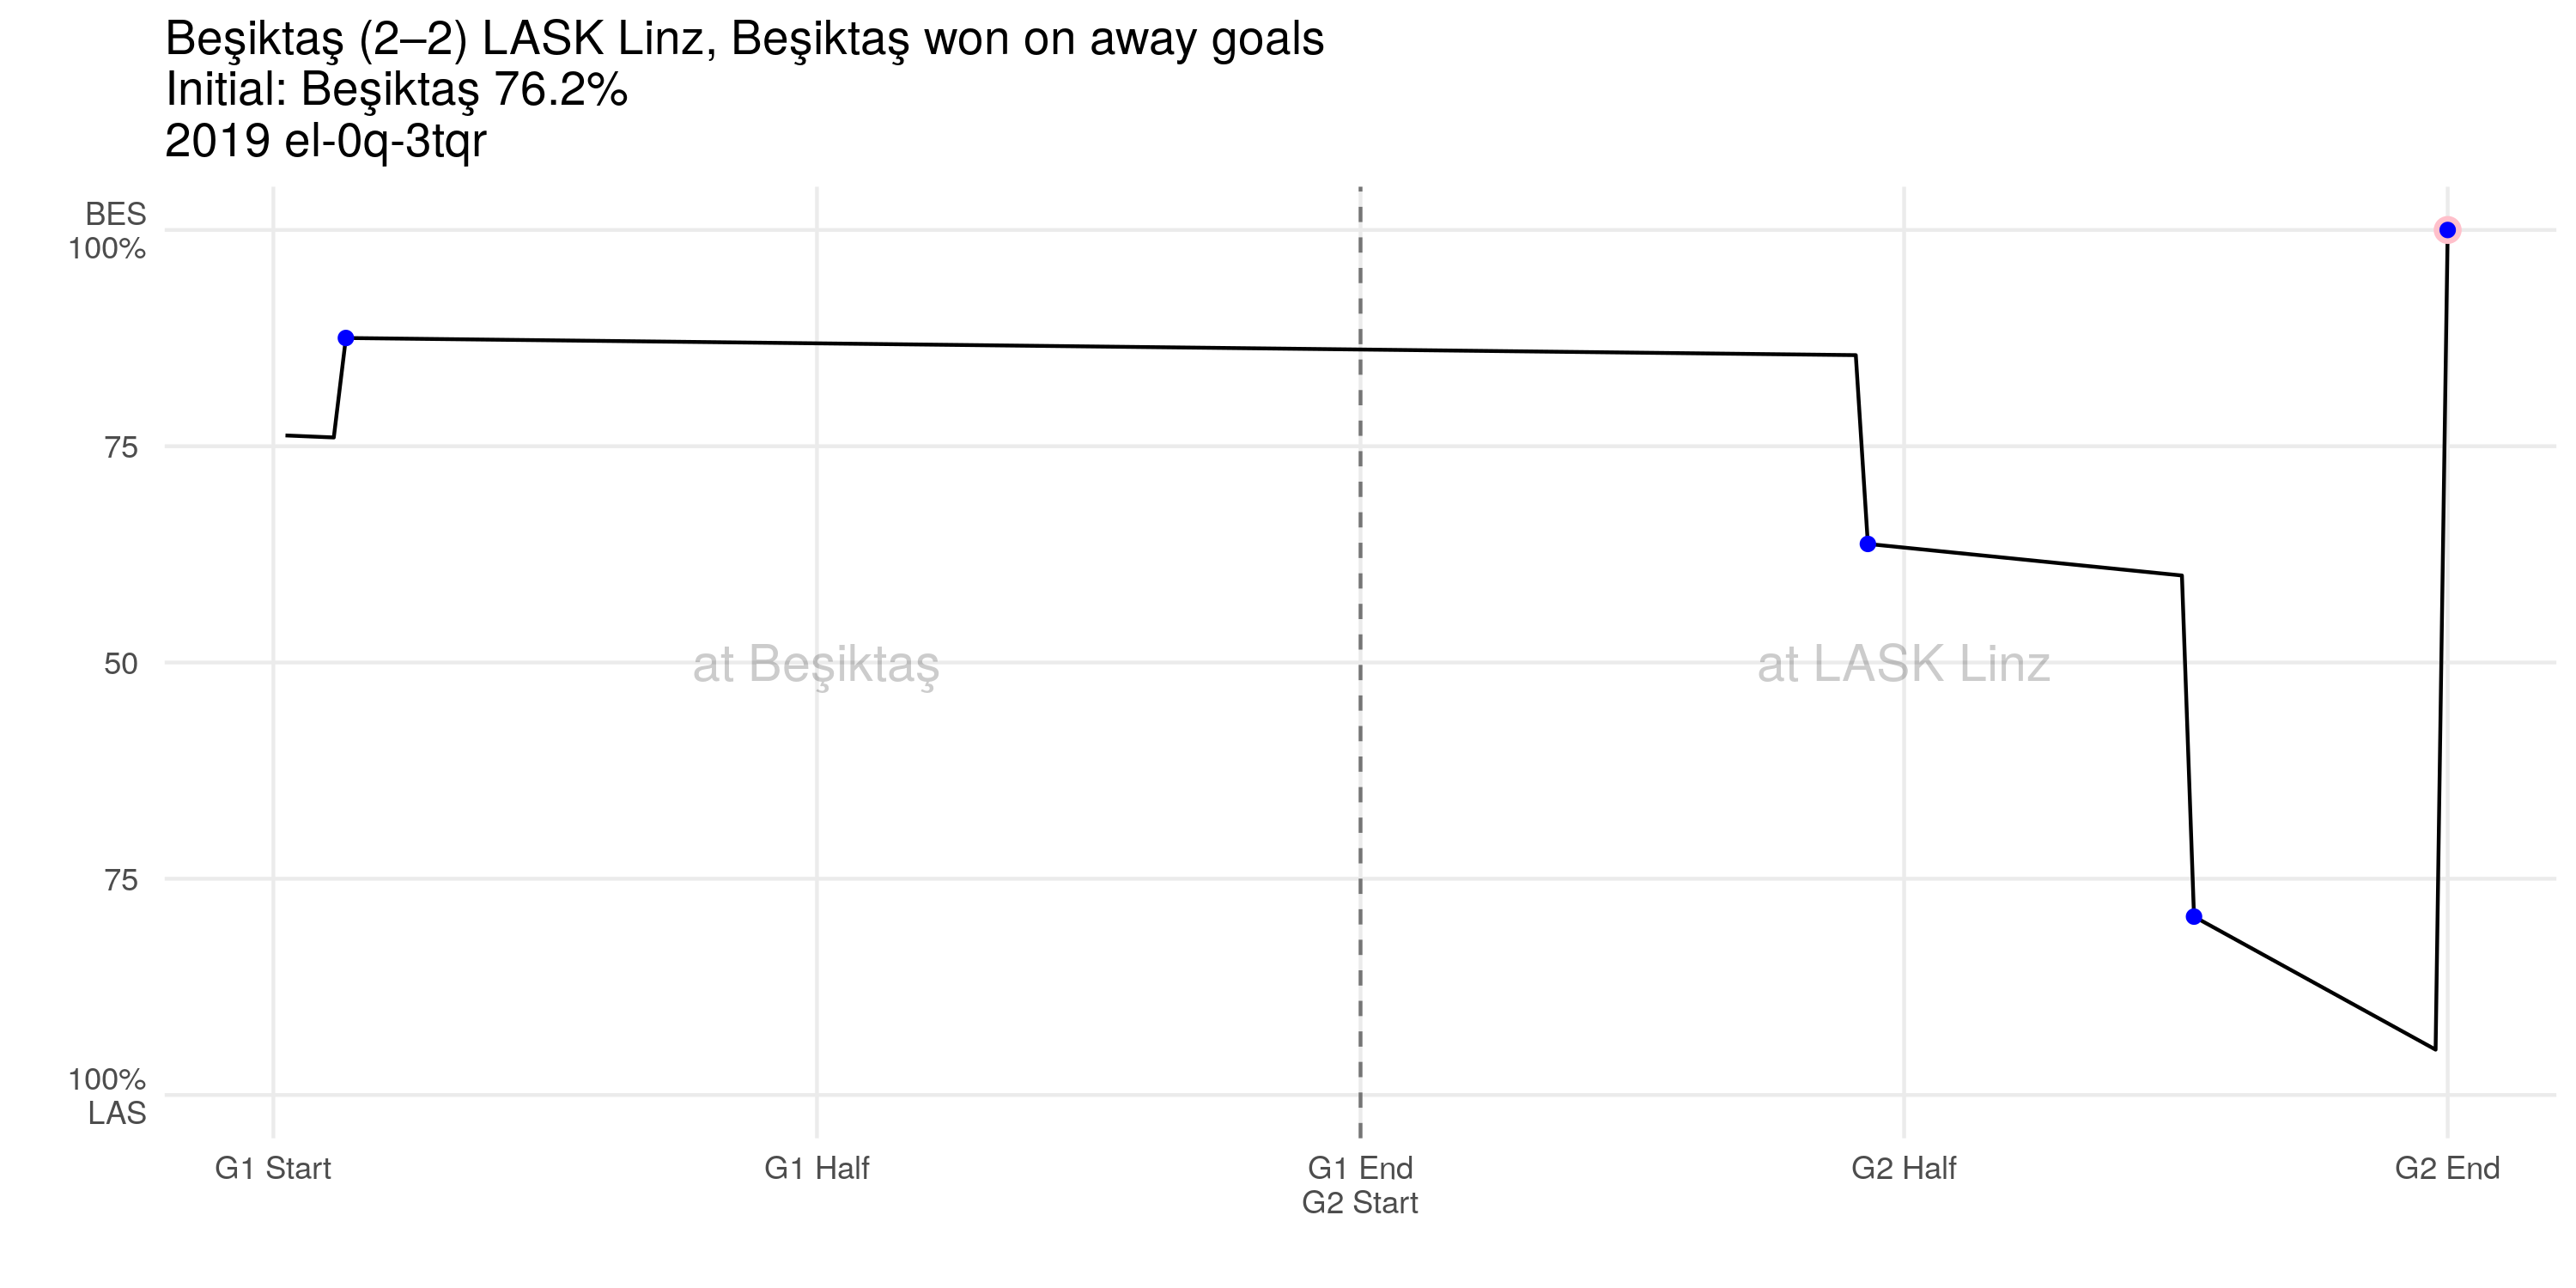 Beşiktaş (2–2) LASK Linz, Beşiktaş won on away goals
Initial: Beşiktaş 76.2%
2019 el-0q-3tqr
BES
100%
75
50
75
100%
LAS
at Beşiktaş
at LASK Linz
G1 Start
G1 Half
G1 End
G2 Start
G2 Half
G2 End